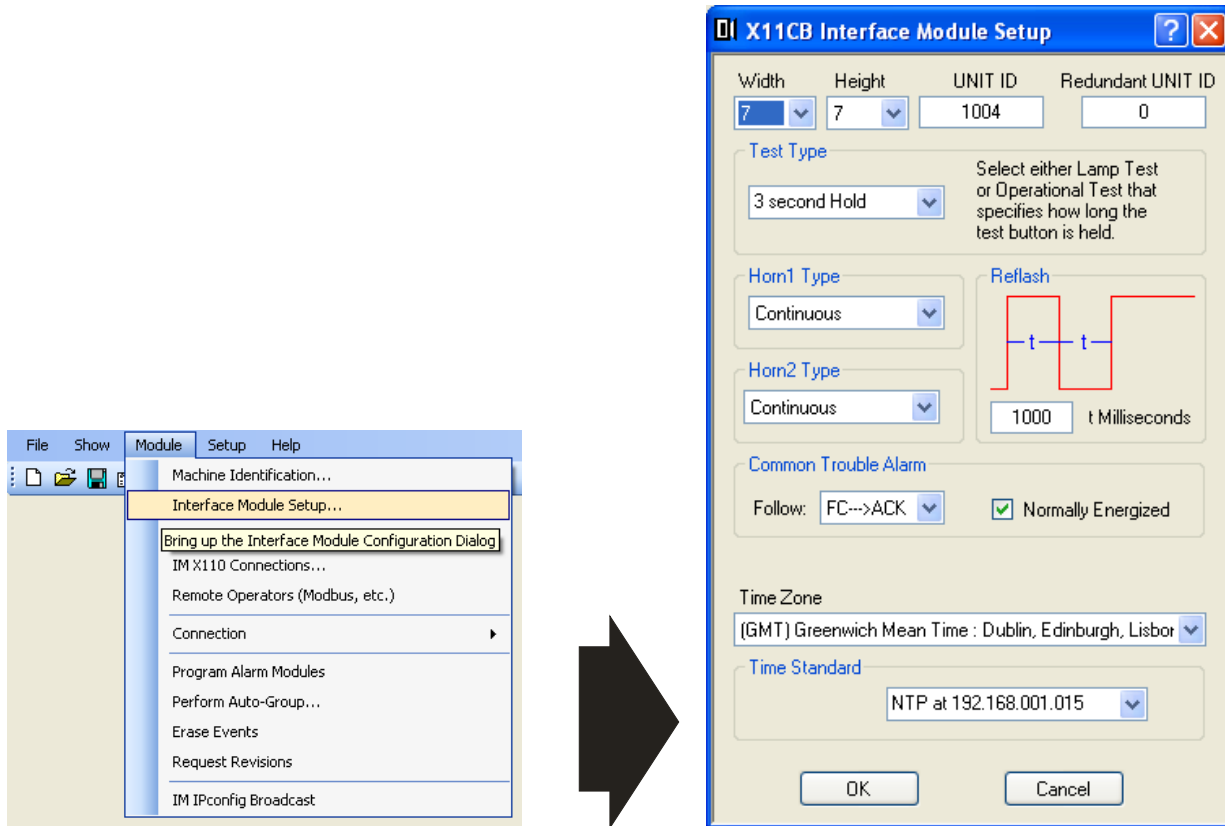 File Show Module Setup Help
Machine Identification...
Interface Module Setup...
Bring up the Interface Module Configuration Dialog
IM X110 Connections...
Remote Operators (Modbus, etc.)
Connection
Program Alarm Modules
Perform Auto-Group...
Erase Events
Request Revisions
IM IPconfig Broadcast
X11CB Interface Module Setup
Width Height UNIT ID Redundant UNIT ID
7 7 1004 0
Test Type
3 second Hold
Select either Lamp Test
or Operational Test that
specifies how long the
test button is held.
Horn1 Type
Continuous
Reflash
t t
1000 t Milliseconds
Horn2 Type
Continuous
Common Trouble Alarm
Follow: FC--->ACK Normally Energized
Time Zone
(GMT) Greenwich Mean Time : Dublin, Edinburgh, Lisbor
Time Standard
NTP at 192.168.001.015
OK Cancel